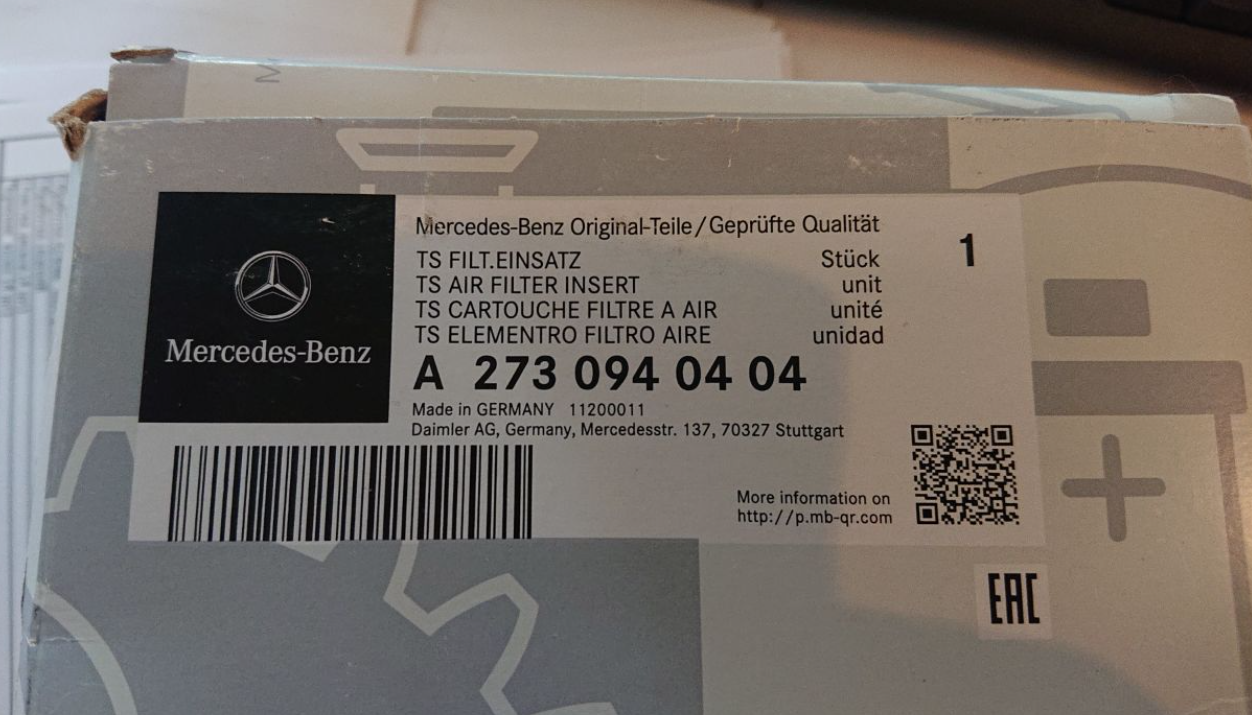 M
Mercedes-Benz
Mercedes-Benz Original-Teile/Geprüfte Qualität
TS FILT.EINSATZ Stück 1
TS AIR FILTER INSERT unit
TS CARTOUCHE FILTRE A AIR unité
TS ELEMENTRO FILTRO AIRE unidad
A 273 094 04 04
Made in GERMANY 11200011
Daimler AG, Germany, Mercedesstr. 137, 70327 Stuttgart
More information on
http://p.mb-qr.com
EAC